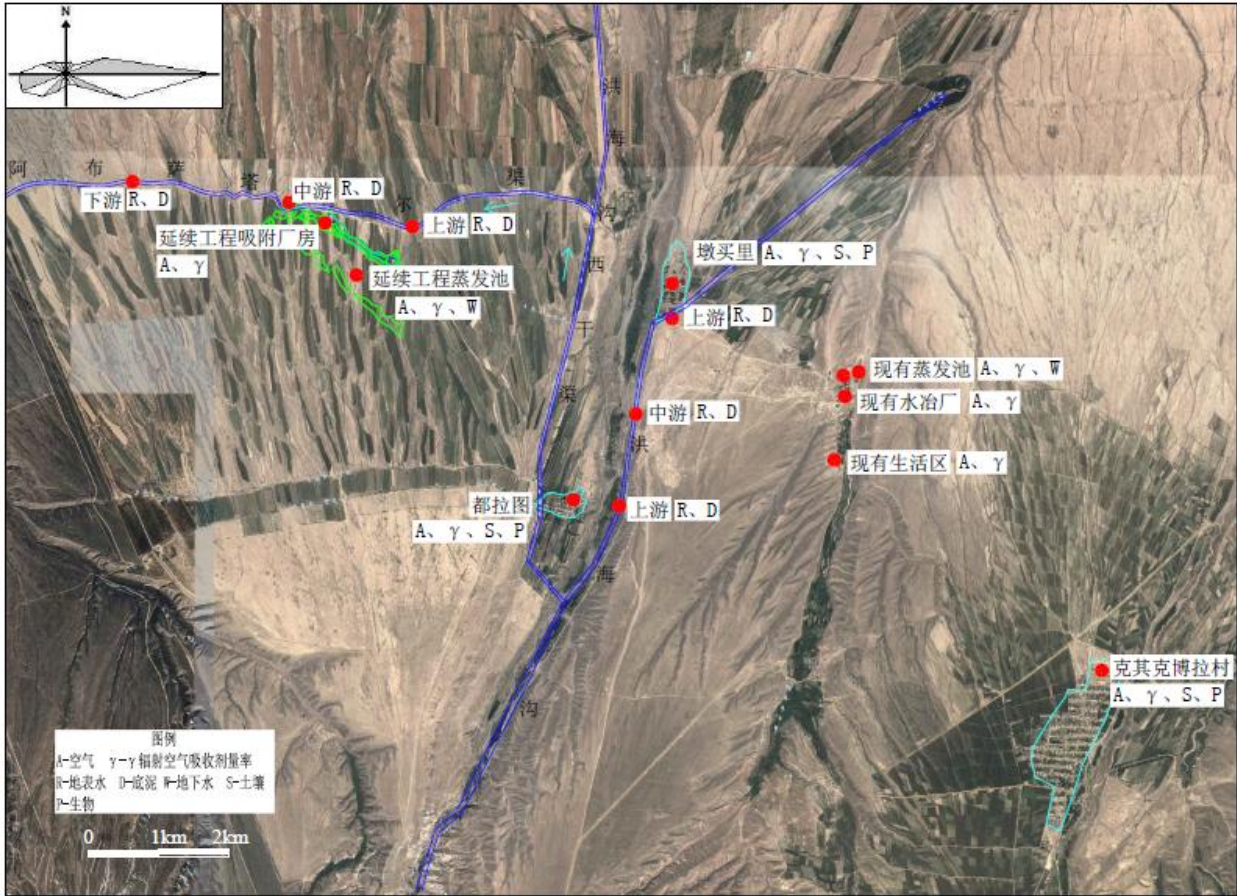 N
洪
海
沟
西
干
渠
阿 布 萨 塔 尔 渠
下游 R、D
中游 R、D
上游 R、D
延续工程吸附厂房
A、γ
延续工程蒸发池
A、γ、W
墩买里 A、γ、S、P
上游 R、D
现有蒸发池 A、γ、W
现有水冶厂 A、γ
中游 R、D
现有生活区 A、γ
洪
海
沟
都拉图
A、γ、S、P
上游 R、D
克其克博拉村
A、γ、S、P
图例
A-空气 γ-γ辐射空气吸收剂量率
R-地表水 D-底泥 W-地下水 S-土壤
P-生物
0 1km 2km